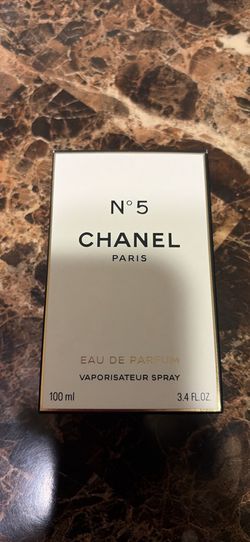 N°5
CHANEL
PARIS
EAU DE PARFUM
VAPORISATEUR SPRAY
100 ml 3.4 FL.OZ.